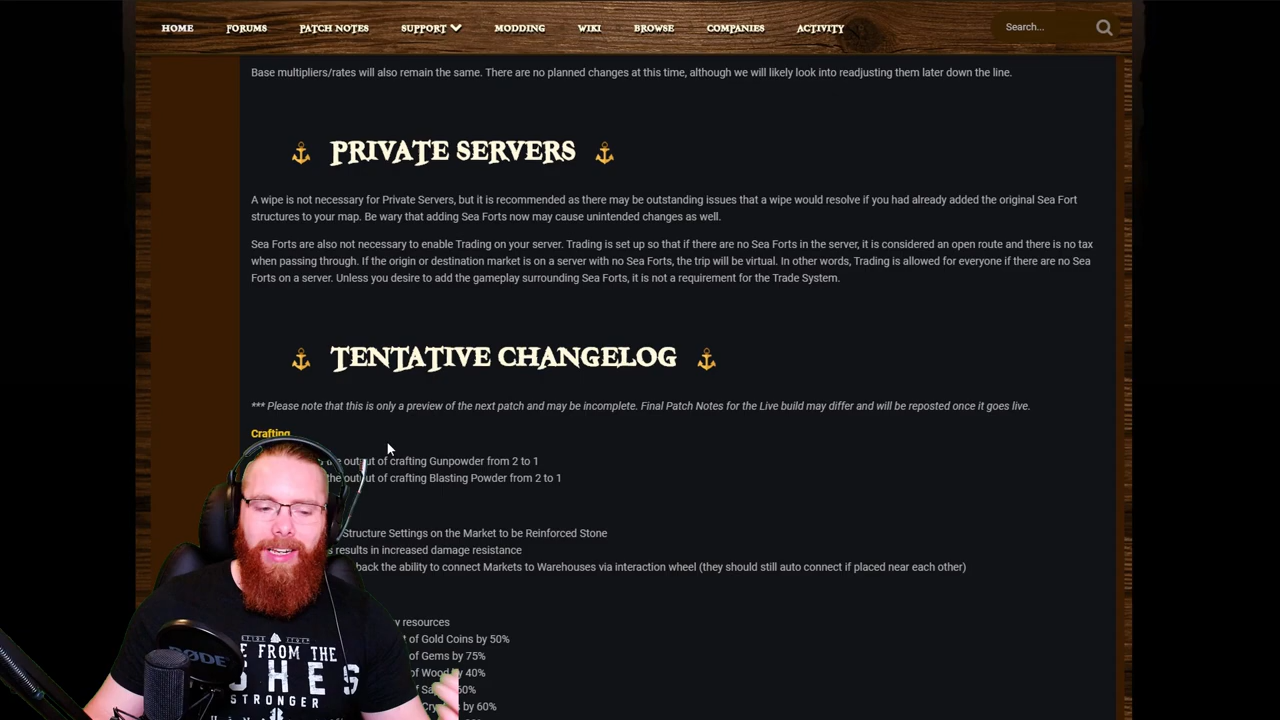 HOME FORUMS PATCH NOTES SUPPORT MODDING WIKI BROWSE COMPANIES ACTIVITY Search...
Base multipliers/rates will also remain the same. There are no planned changes at this time, although we will likely look into readjusting them later down the line.
PRIVATE SERVERS
A wipe is not necessary for Private Servers, but it is recommended as there may be outstanding issues that a wipe would resolve if you had already added the original Sea Fort
structures to your map. Be wary that adding Sea Forts now may cause unintended changes as well.
Sea Forts are also not necessary to enable Trading on your server. Trading is set up so that if there are no Sea Forts in the server, it is considered an open route and there is no tax
when passing through. If the origin or destination market is on a server with no Sea Forts, the trip will be virtual. In other words, Trading is allowed for everyone if there are no Sea
Forts on a server. Unless you desire to add the gameplay surrounding Sea Forts, it is not a requirement for the Trade System.
TENTATIVE CHANGELOG
*** Please note that this is only a preview of the next patch and may be incomplete. Final Patch Notes for the Live build may differ and will be reposted once it goes live.
Crafting
the output of crafting Gunpowder from 2 to 1
the output of crafting Blasting Powder from 2 to 1
Structure Settings on the Market to be Reinforced Stone
results in increased damage resistance
back the ability to connect Markets to Warehouses via interaction wheel (they should still auto connect if placed near each other)
resources
of Gold Coins by 50%
of Gems by 75%
of Wood by 40%
of 60%
by 60%
FROM THE
SHES
STRONGER
RØDE